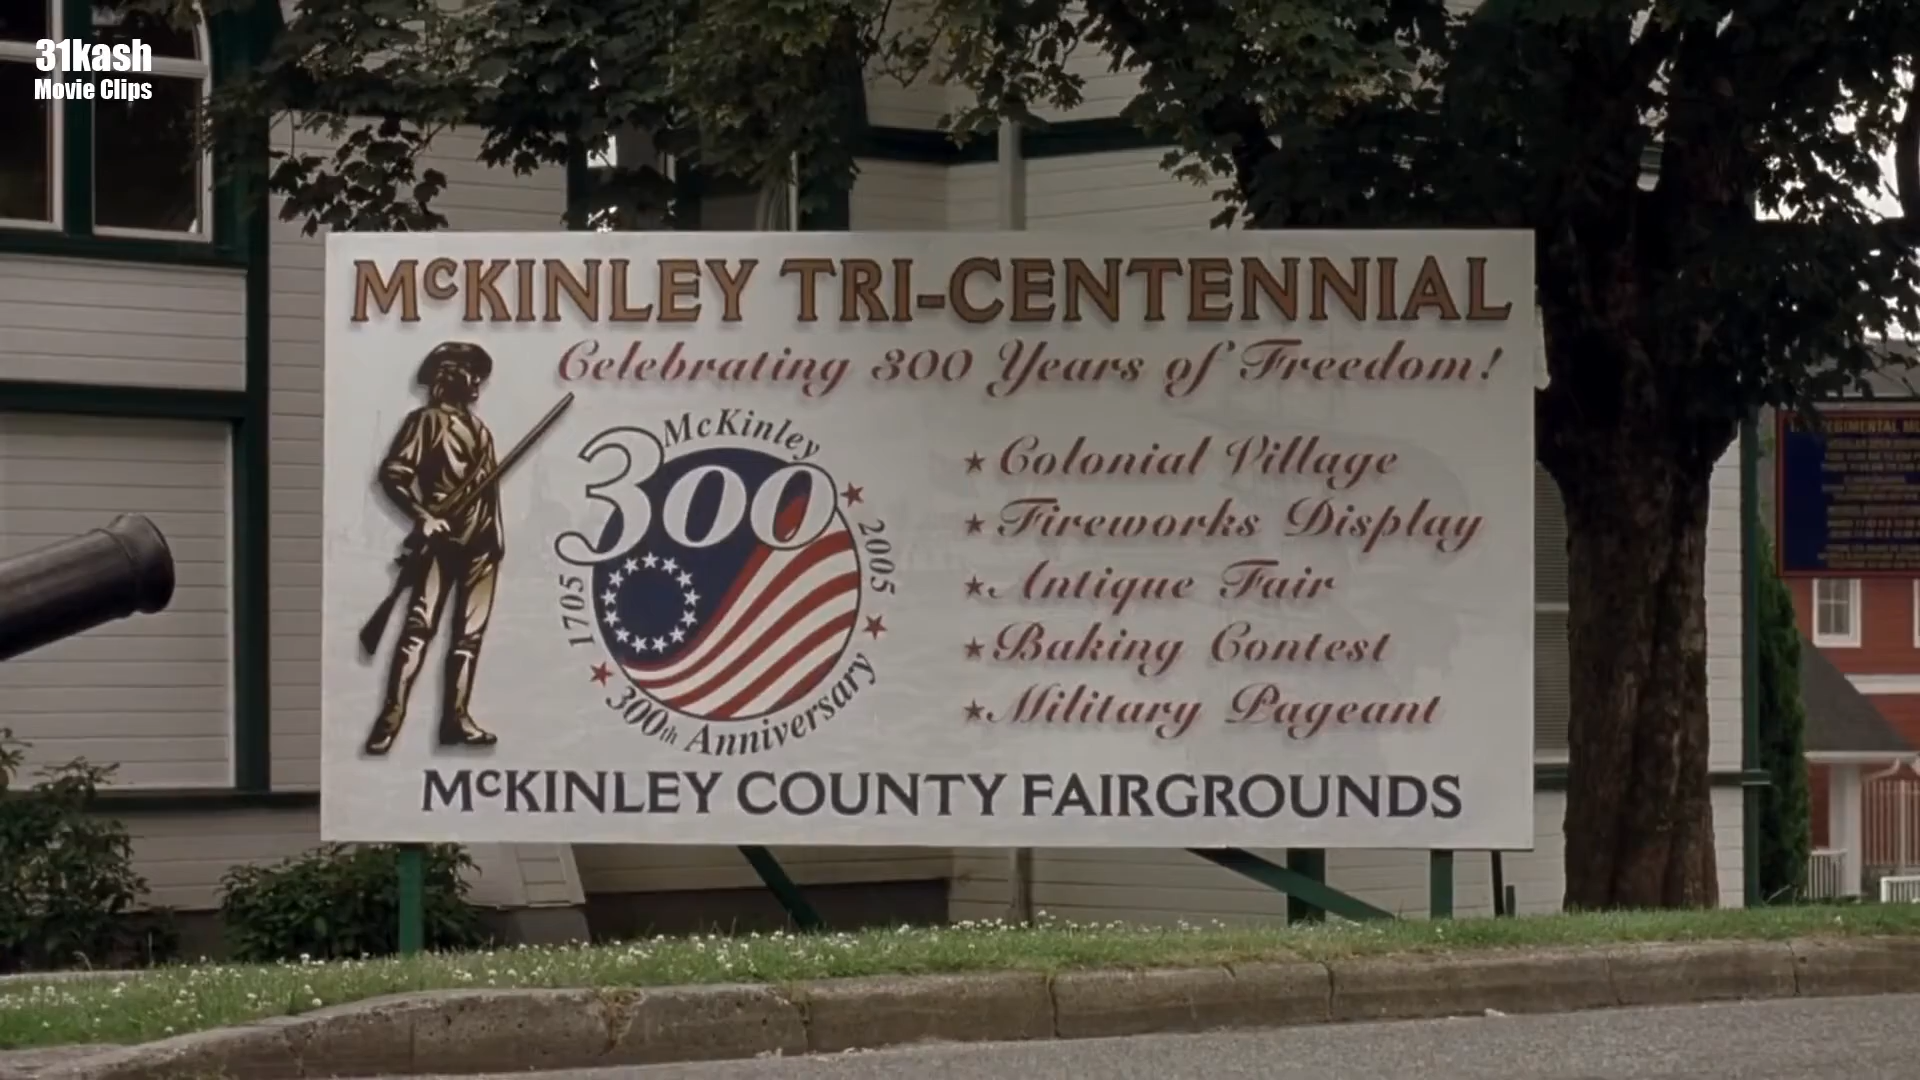 31kash
Movie Clips
McKINLEY TRI-CENTENNIAL
Celebrating 300 Years of Freedom!
McKinley
300
1705
2005
300th Anniversary
★ Colonial Village
★ Fireworks Display
★ Antique Fair
★ Baking Contest
★ Military Pageant
McKINLEY COUNTY FAIRGROUNDS
REGIMENTAL